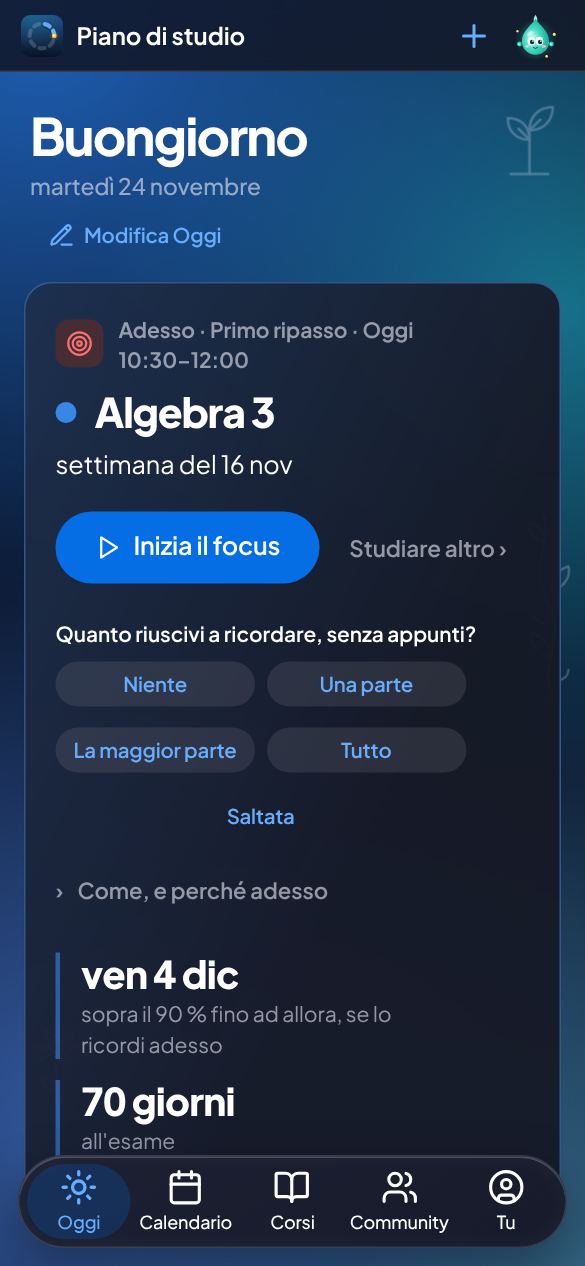 Piano di studio
Buongiorno
martedì 24 novembre
Modifica Oggi
Adesso · Primo ripasso · Oggi
10:30–12:00
Algebra 3
settimana del 16 nov
Inizia il focus
Studiare altro ›
Quanto riuscivi a ricordare, senza appunti?
Niente
Una parte
La maggior parte
Tutto
Saltata
› Come, e perché adesso
ven 4 dic
sopra il 90 % fino ad allora, se lo
ricordi adesso
70 giorni
all'esame
Oggi
Calendario
Corsi
Community
Tu